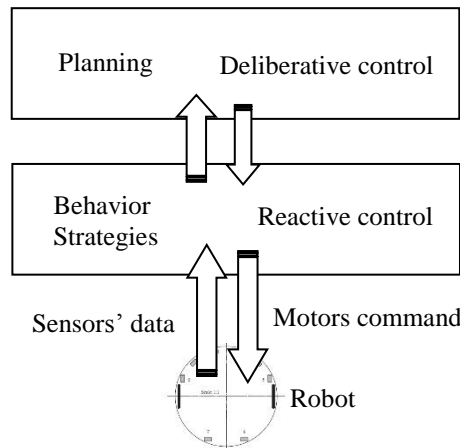 Planning
Deliberative control
Behavior
Strategies
Reactive control
Sensors’ data
Motors command
Robot